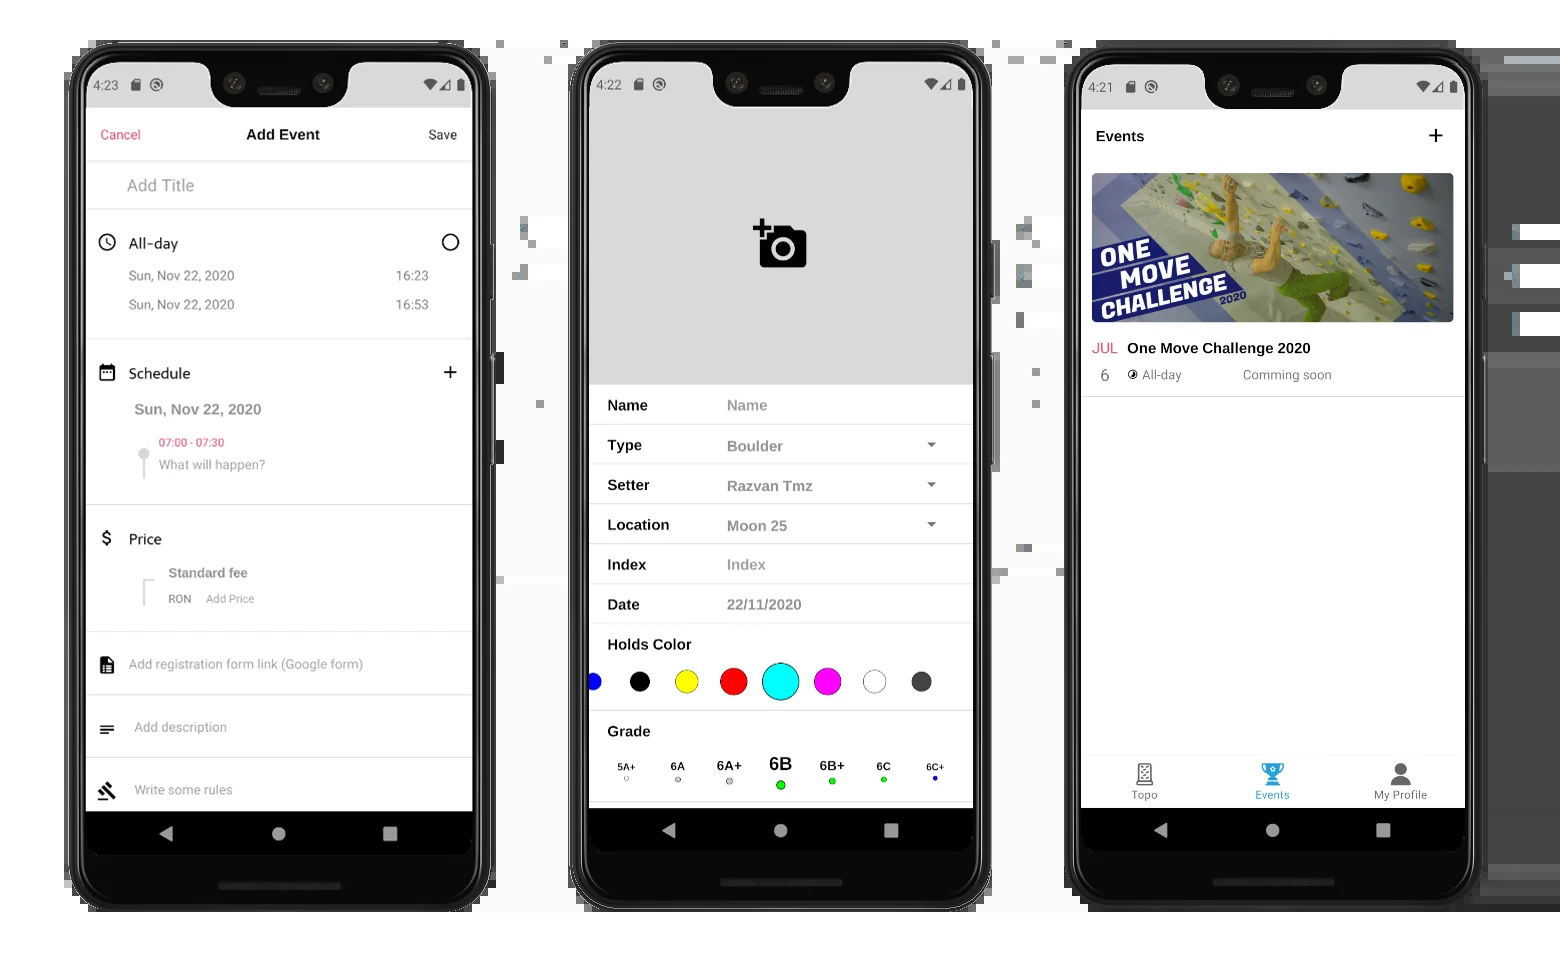 4:23
Cancel Add Event Save
Add Title
All-day
Sun, Nov 22, 2020 16:23
Sun, Nov 22, 2020 16:53
Schedule
Sun, Nov 22, 2020
07:00 - 07:30
What will happen?
Price
Standard fee
RON Add Price
Add registration form link (Google form)
Add description
Write some rules
4:22
Name Name
Type Boulder
Setter Razvan Tmz
Location Moon 25
Index Index
Date 22/11/2020
Holds Color
Grade
5A+ 6A 6A+ 6B 6B+ 6C 6C+
4:21
Events
ONE
MOVE
CHALLENGE 2020
JUL One Move Challenge 2020
6 All-day Comming soon
Topo Events My Profile